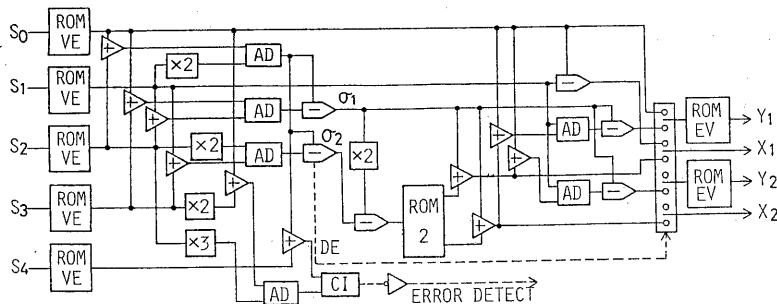 S0 ROM VE
×2 AD
S1 ROM VE
σ1
AD
ROM EV Y1
AD
S2 ROM VE
×2 AD
σ2
×2
X1
ROM EV Y2
AD
S3 ROM VE
×2
ROM 2
X2
DE
S4 ROM VE
×3
AD
CI
ERROR DETECT